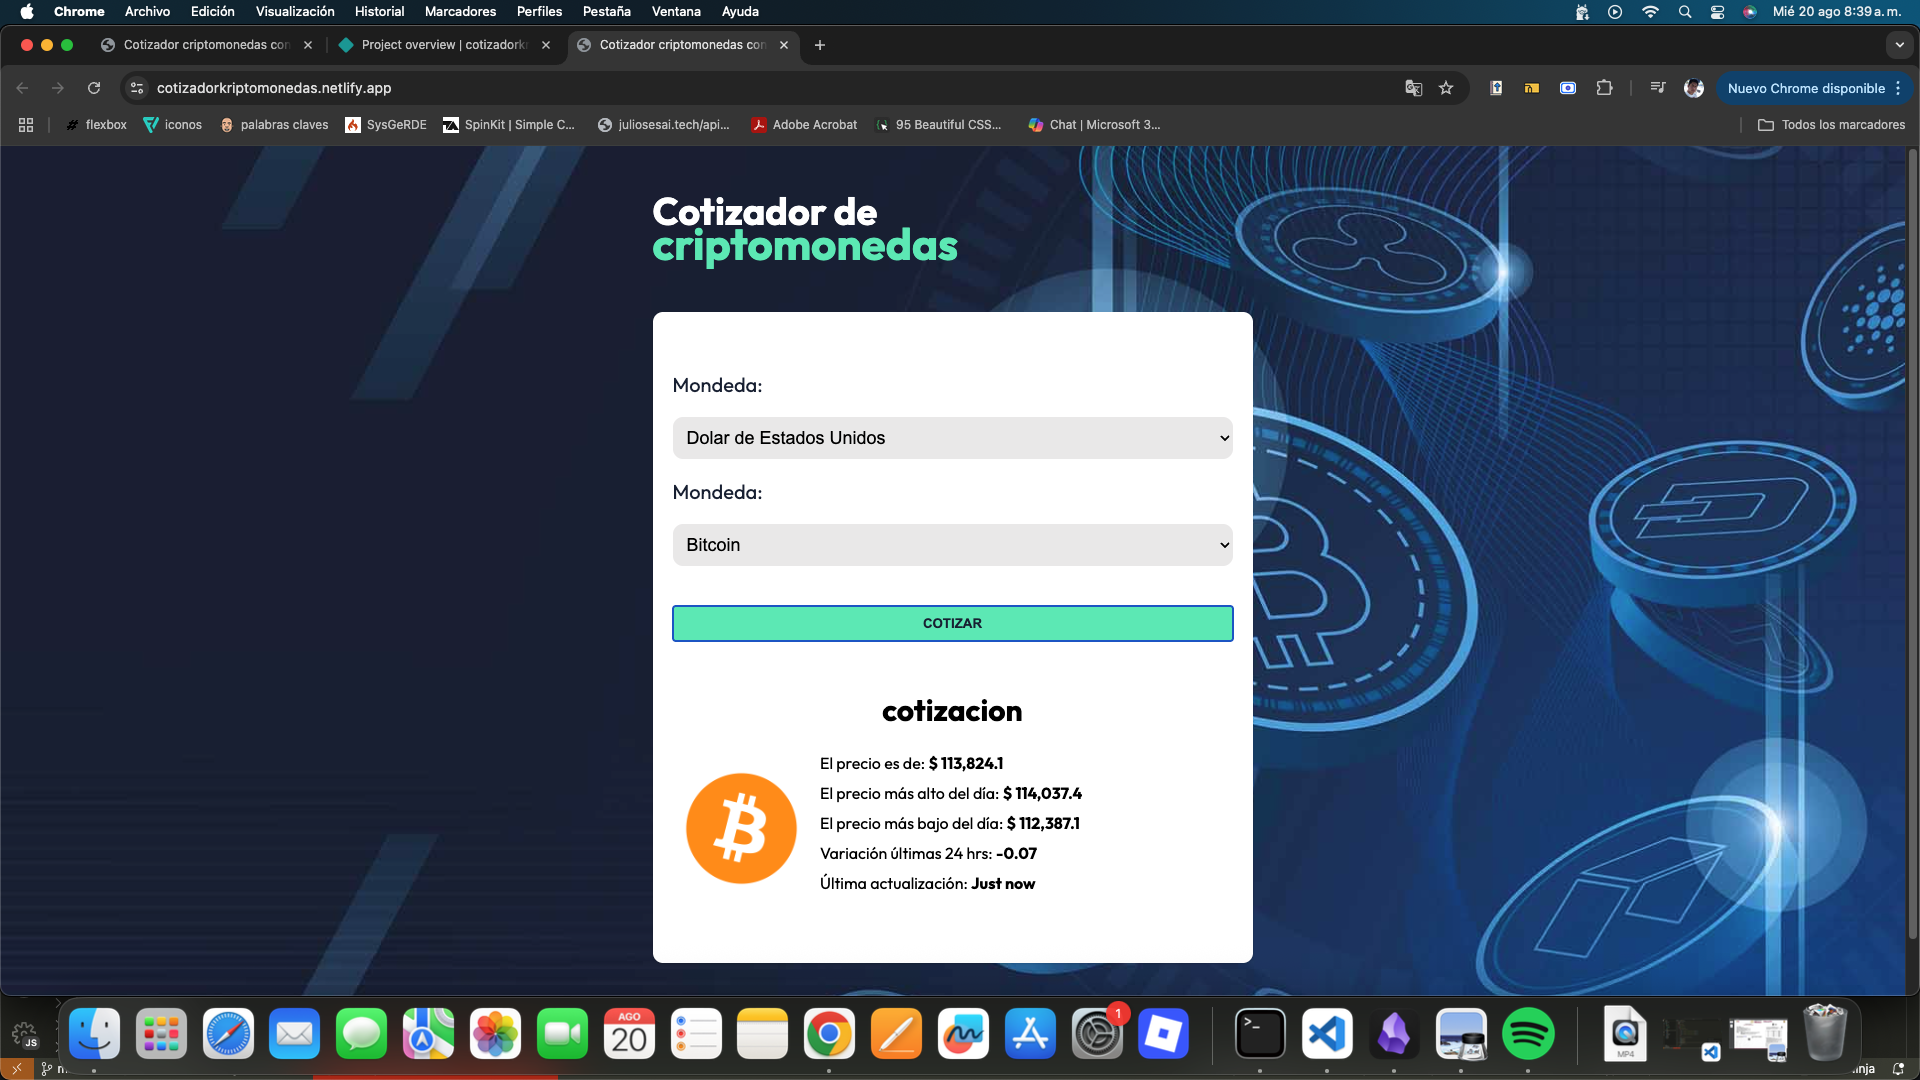 Chrome Archivo Edición Visualización Historial Marcadores Perfiles Pestaña Ventana Ayuda Mié 20 ago 8:39 a. m.
Cotizador criptomonedas con Project overview | cotizadork Cotizador criptomonedas con
cotizadorkriptomonedas.netlify.app Nuevo Chrome disponible
flexbox iconos palabras claves SysGeRDE SpinKit | Simple C... juliosesai.tech/api... Adobe Acrobat 95 Beautiful CSS... Chat | Microsoft 3... Todos los marcadores
Cotizador de
criptomonedas
Mondeda:
Dolar de Estados Unidos
Mondeda:
Bitcoin
COTIZAR
cotizacion
El precio es de: $ 113,824.1
El precio más alto del día: $ 114,037.4
El precio más bajo del día: $ 112,387.1
Variación últimas 24 hrs: -0.07
Última actualización: Just now
AGO
20
1
MP4
JS